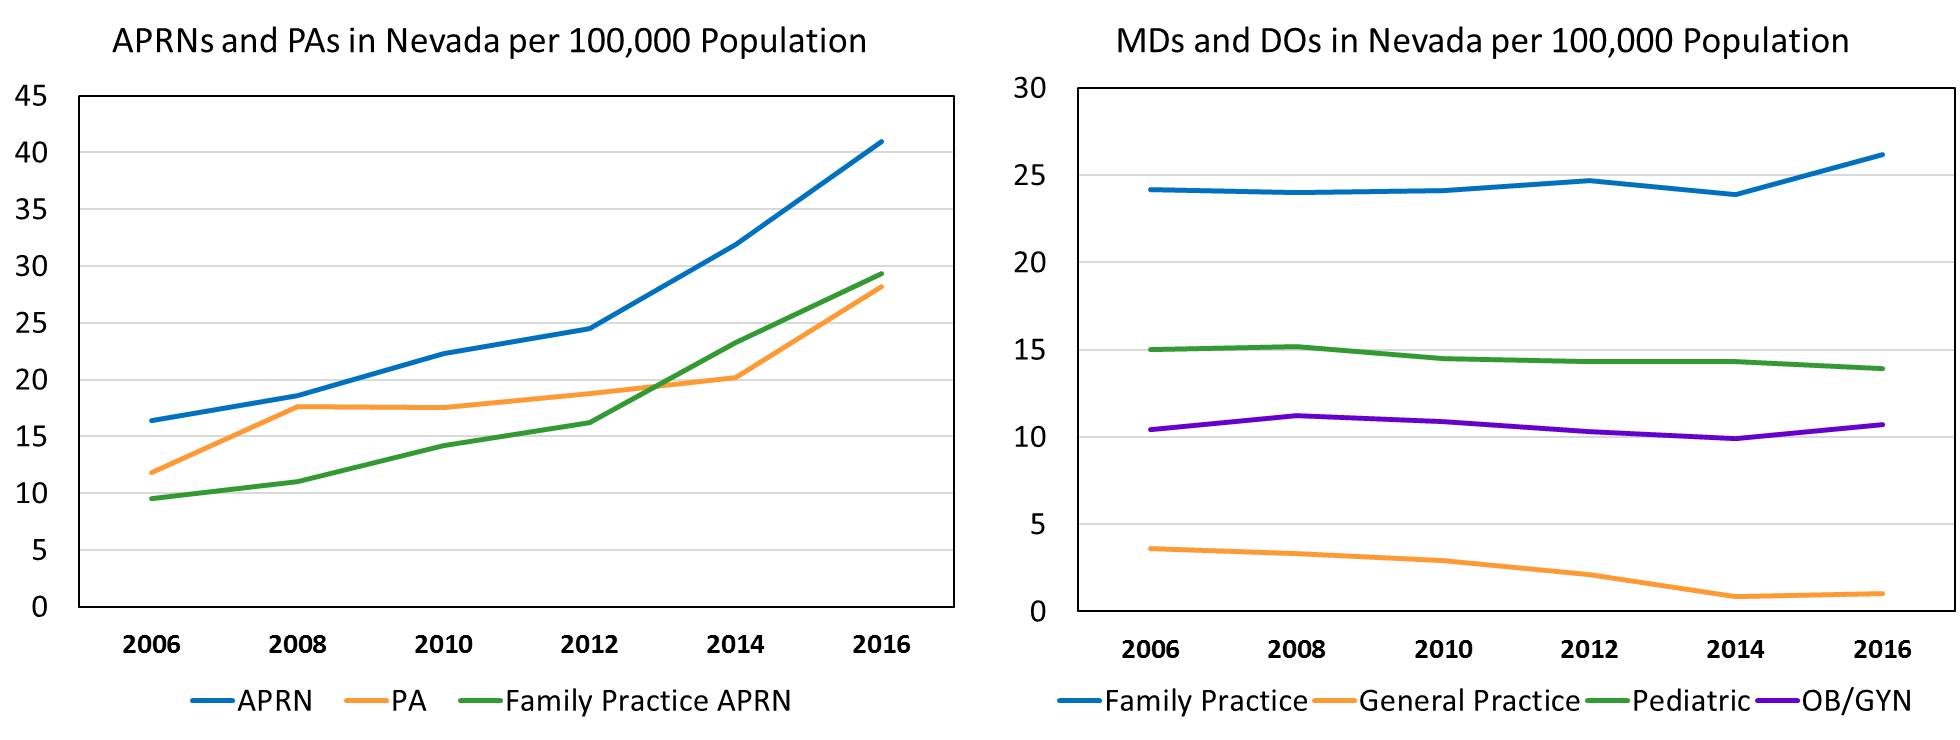 APRNs and PAs in Nevada per 100,000 Population
45
40
35
30
25
20
15
10
5
0
2006 2008 2010 2012 2014 2016
APRN PA Family Practice APRN
MDs and DOs in Nevada per 100,000 Population
30
25
20
15
10
5
0
2006 2008 2010 2012 2014 2016
Family Practice General Practice Pediatric OB/GYN